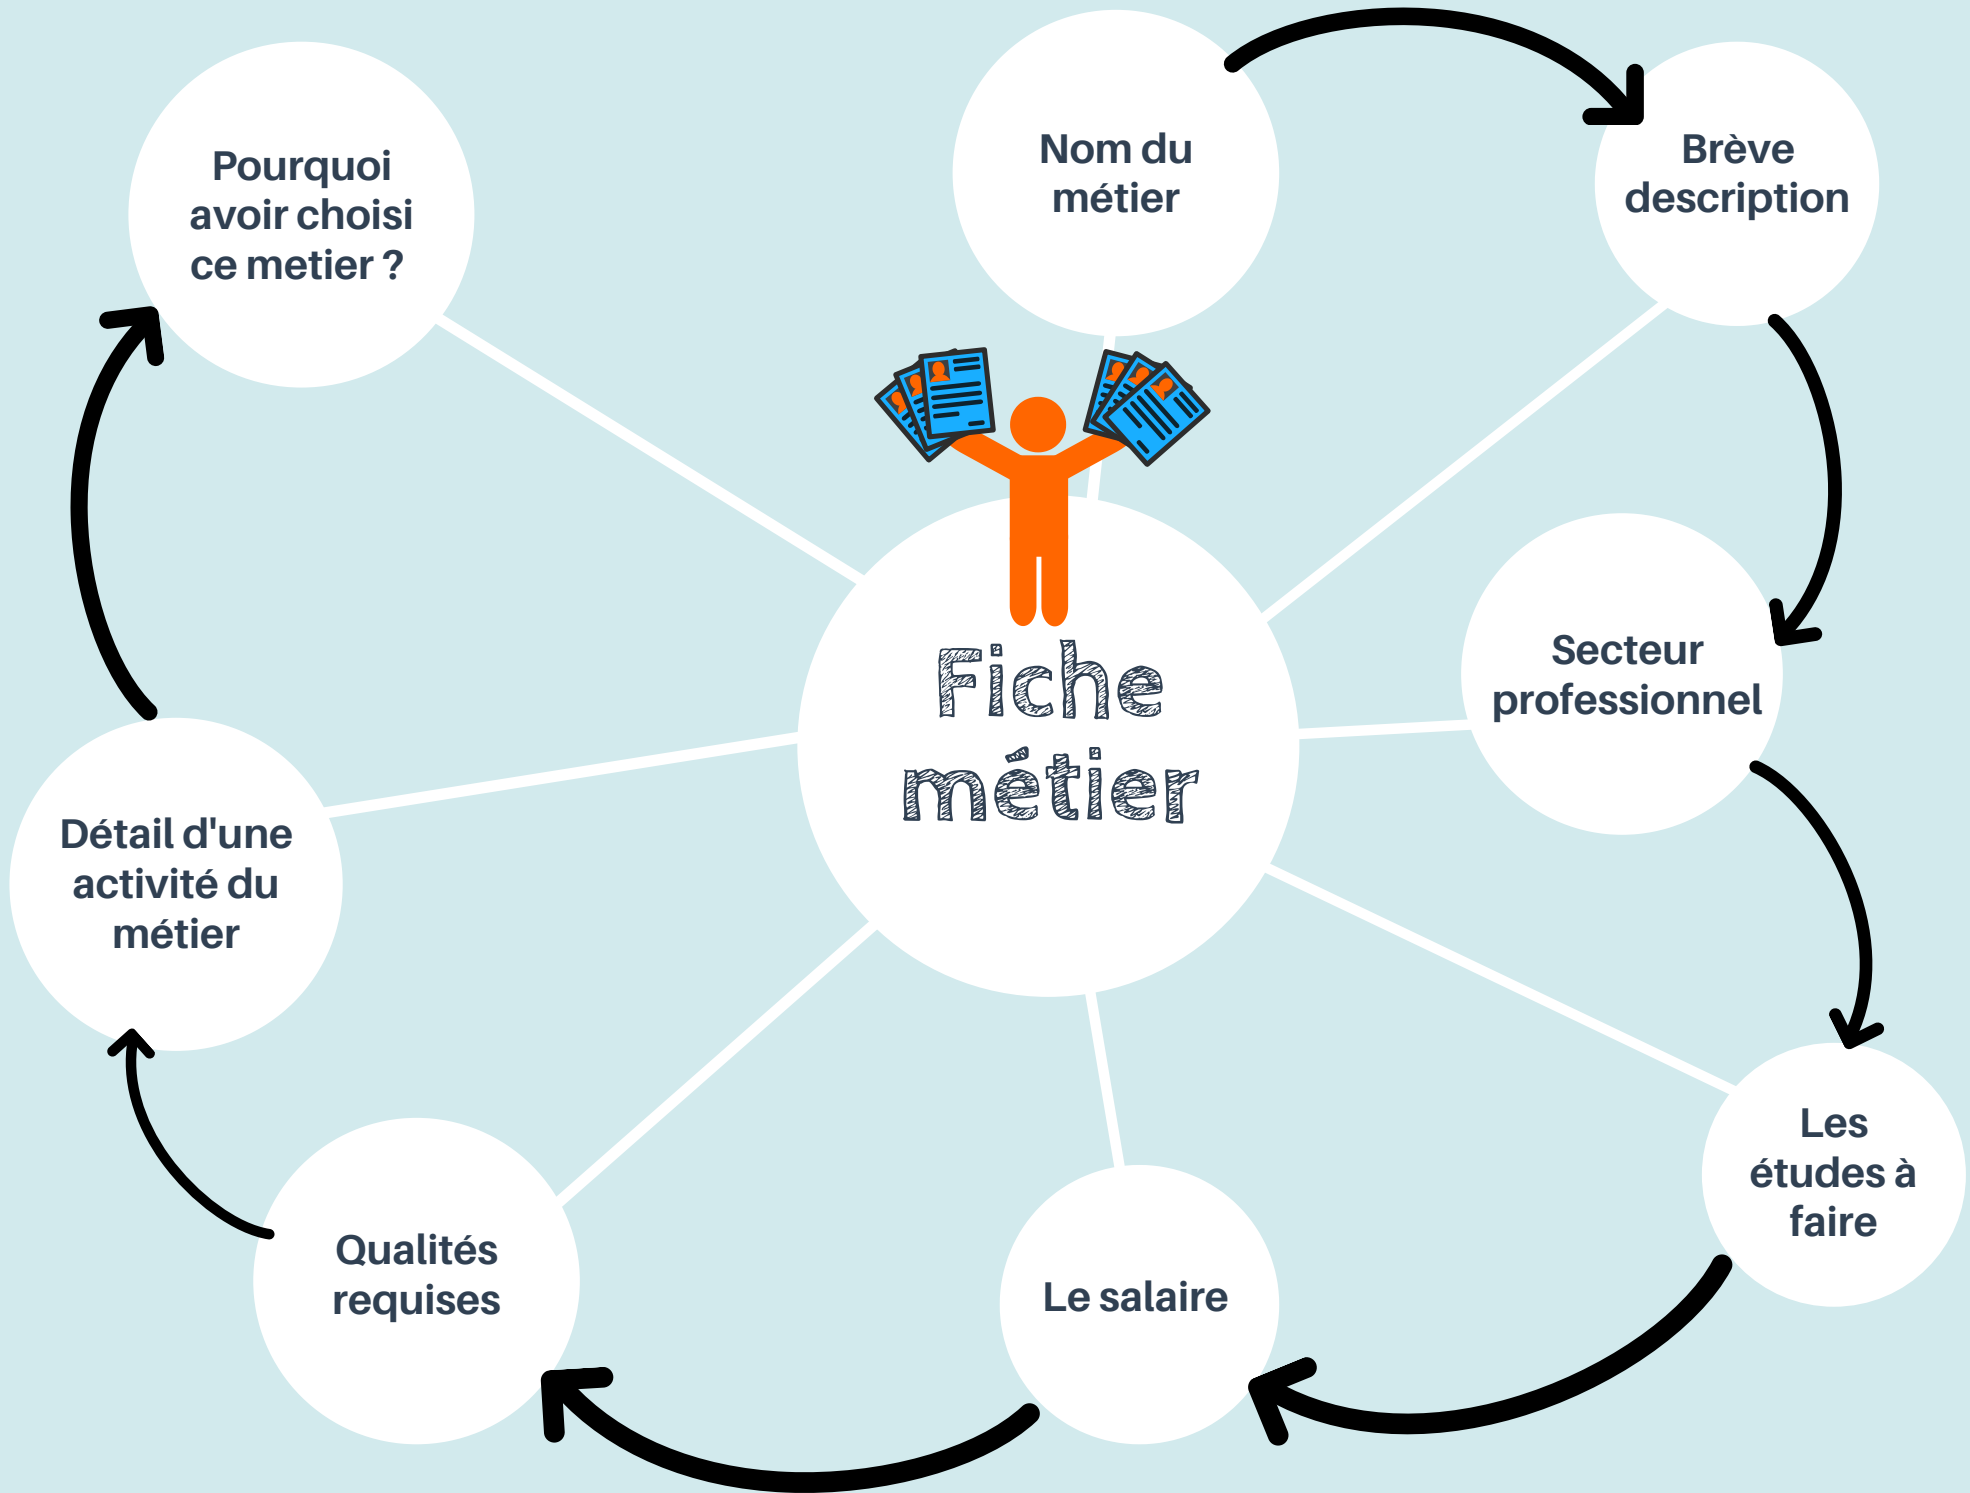 Nom du
métier
Brève
description
Secteur
professionnel
Les
études à
faire
Le salaire
Qualités
requises
Détail d'une
activité du
métier
Pourquoi
avoir choisi
ce metier ?
Fiche
métier